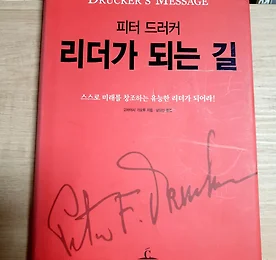 DRUCKER'S MESSAGE
피터 드러커
리더가 되는 길
스스로 미래를 창조하는 유능한 리더가 되어라!
Peter F. Drucker